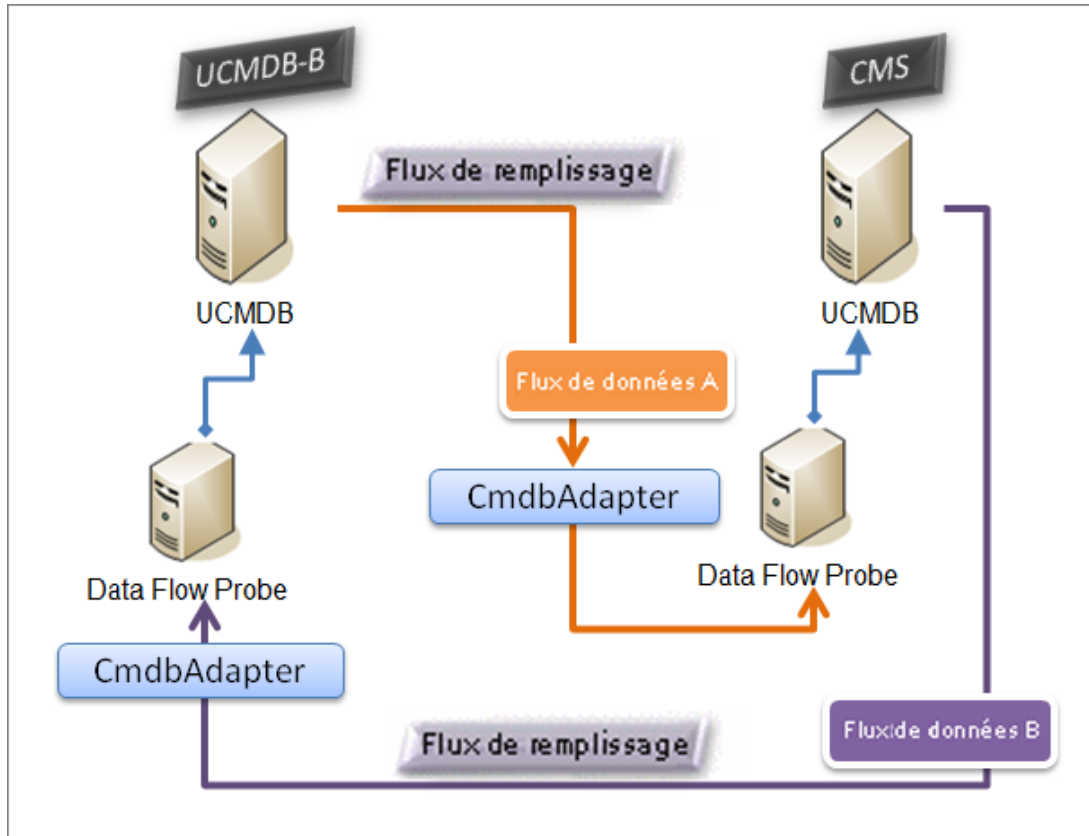 UCMDB-B
CMS
Flux de remplissage
UCMDB
UCMDB
Flux de données A
CmdbAdapter
Data Flow Probe
Data Flow Probe
CmdbAdapter
Flux de données B
Flux de remplissage